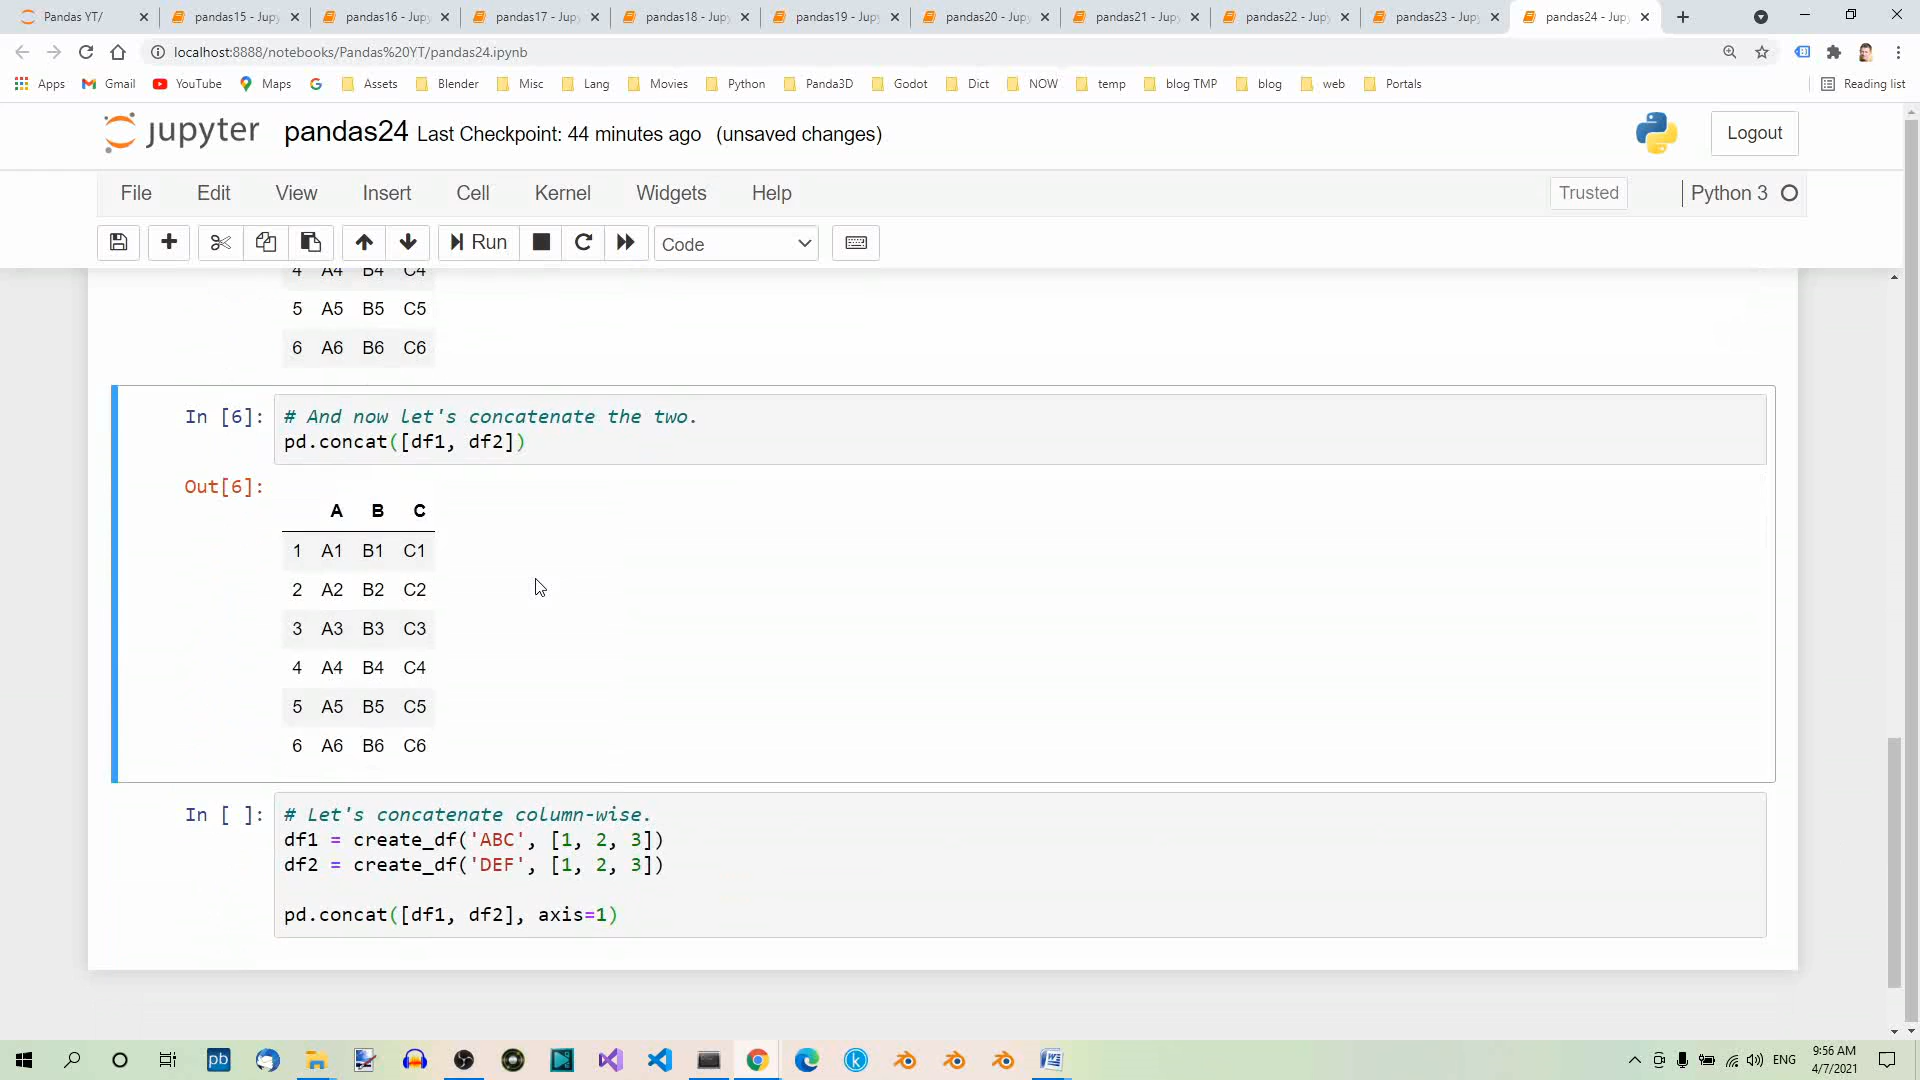 Pandas YT/
pandas15 - Jupy
pandas16 - Jupy
pandas17 - Jupy
pandas18 - Jupy
pandas19 - Jupy
pandas20 - Jupy
pandas21 - Jupy
pandas22 - Jupy
pandas23 - Jupy
pandas24 - Jupy
localhost:8888/notebooks/Pandas%20YT/pandas24.ipynb
Apps Gmail YouTube Maps Assets Blender Misc Lang Movies Python Panda3D Godot Dict NOW temp blog TMP blog web Portals Reading list
jupyter pandas24 Last Checkpoint: 44 minutes ago (unsaved changes) Logout
File Edit View Insert Cell Kernel Widgets Help Trusted Python 3
Run Code
4 A4 B4 C4
5 A5 B5 C5
6 A6 B6 C6
In [6]: # And now let's concatenate the two.
pd.concat([df1, df2])
Out[6]:
A B C
1 A1 B1 C1
2 A2 B2 C2
3 A3 B3 C3
4 A4 B4 C4
5 A5 B5 C5
6 A6 B6 C6
In [ ]: # Let's concatenate column-wise.
df1 = create_df('ABC', [1, 2, 3])
df2 = create_df('DEF', [1, 2, 3])
pd.concat([df1, df2], axis=1)
pb
ENG
9:56 AM
4/7/2021